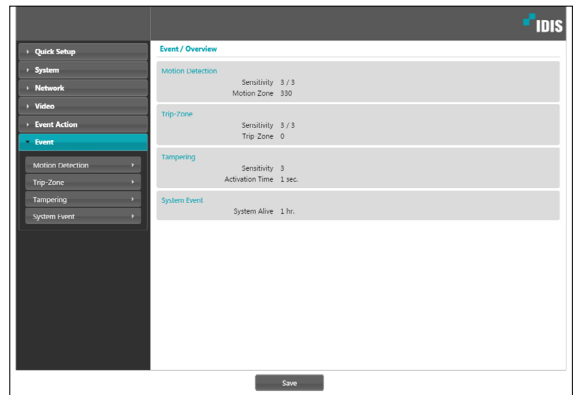 IDIS
Quick Setup
System
Network
Video
Event Action
Event
Motion Detection
Trip-Zone
Tampering
System Event
Event / Overview
Motion Detection
Sensitivity 3 / 3
Motion Zone 330
Trip-Zone
Sensitivity 3 / 3
Trip-Zone 0
Tampering
Sensitivity 3
Activation Time 1 sec.
System Event
System Alive 1 hr.
Save